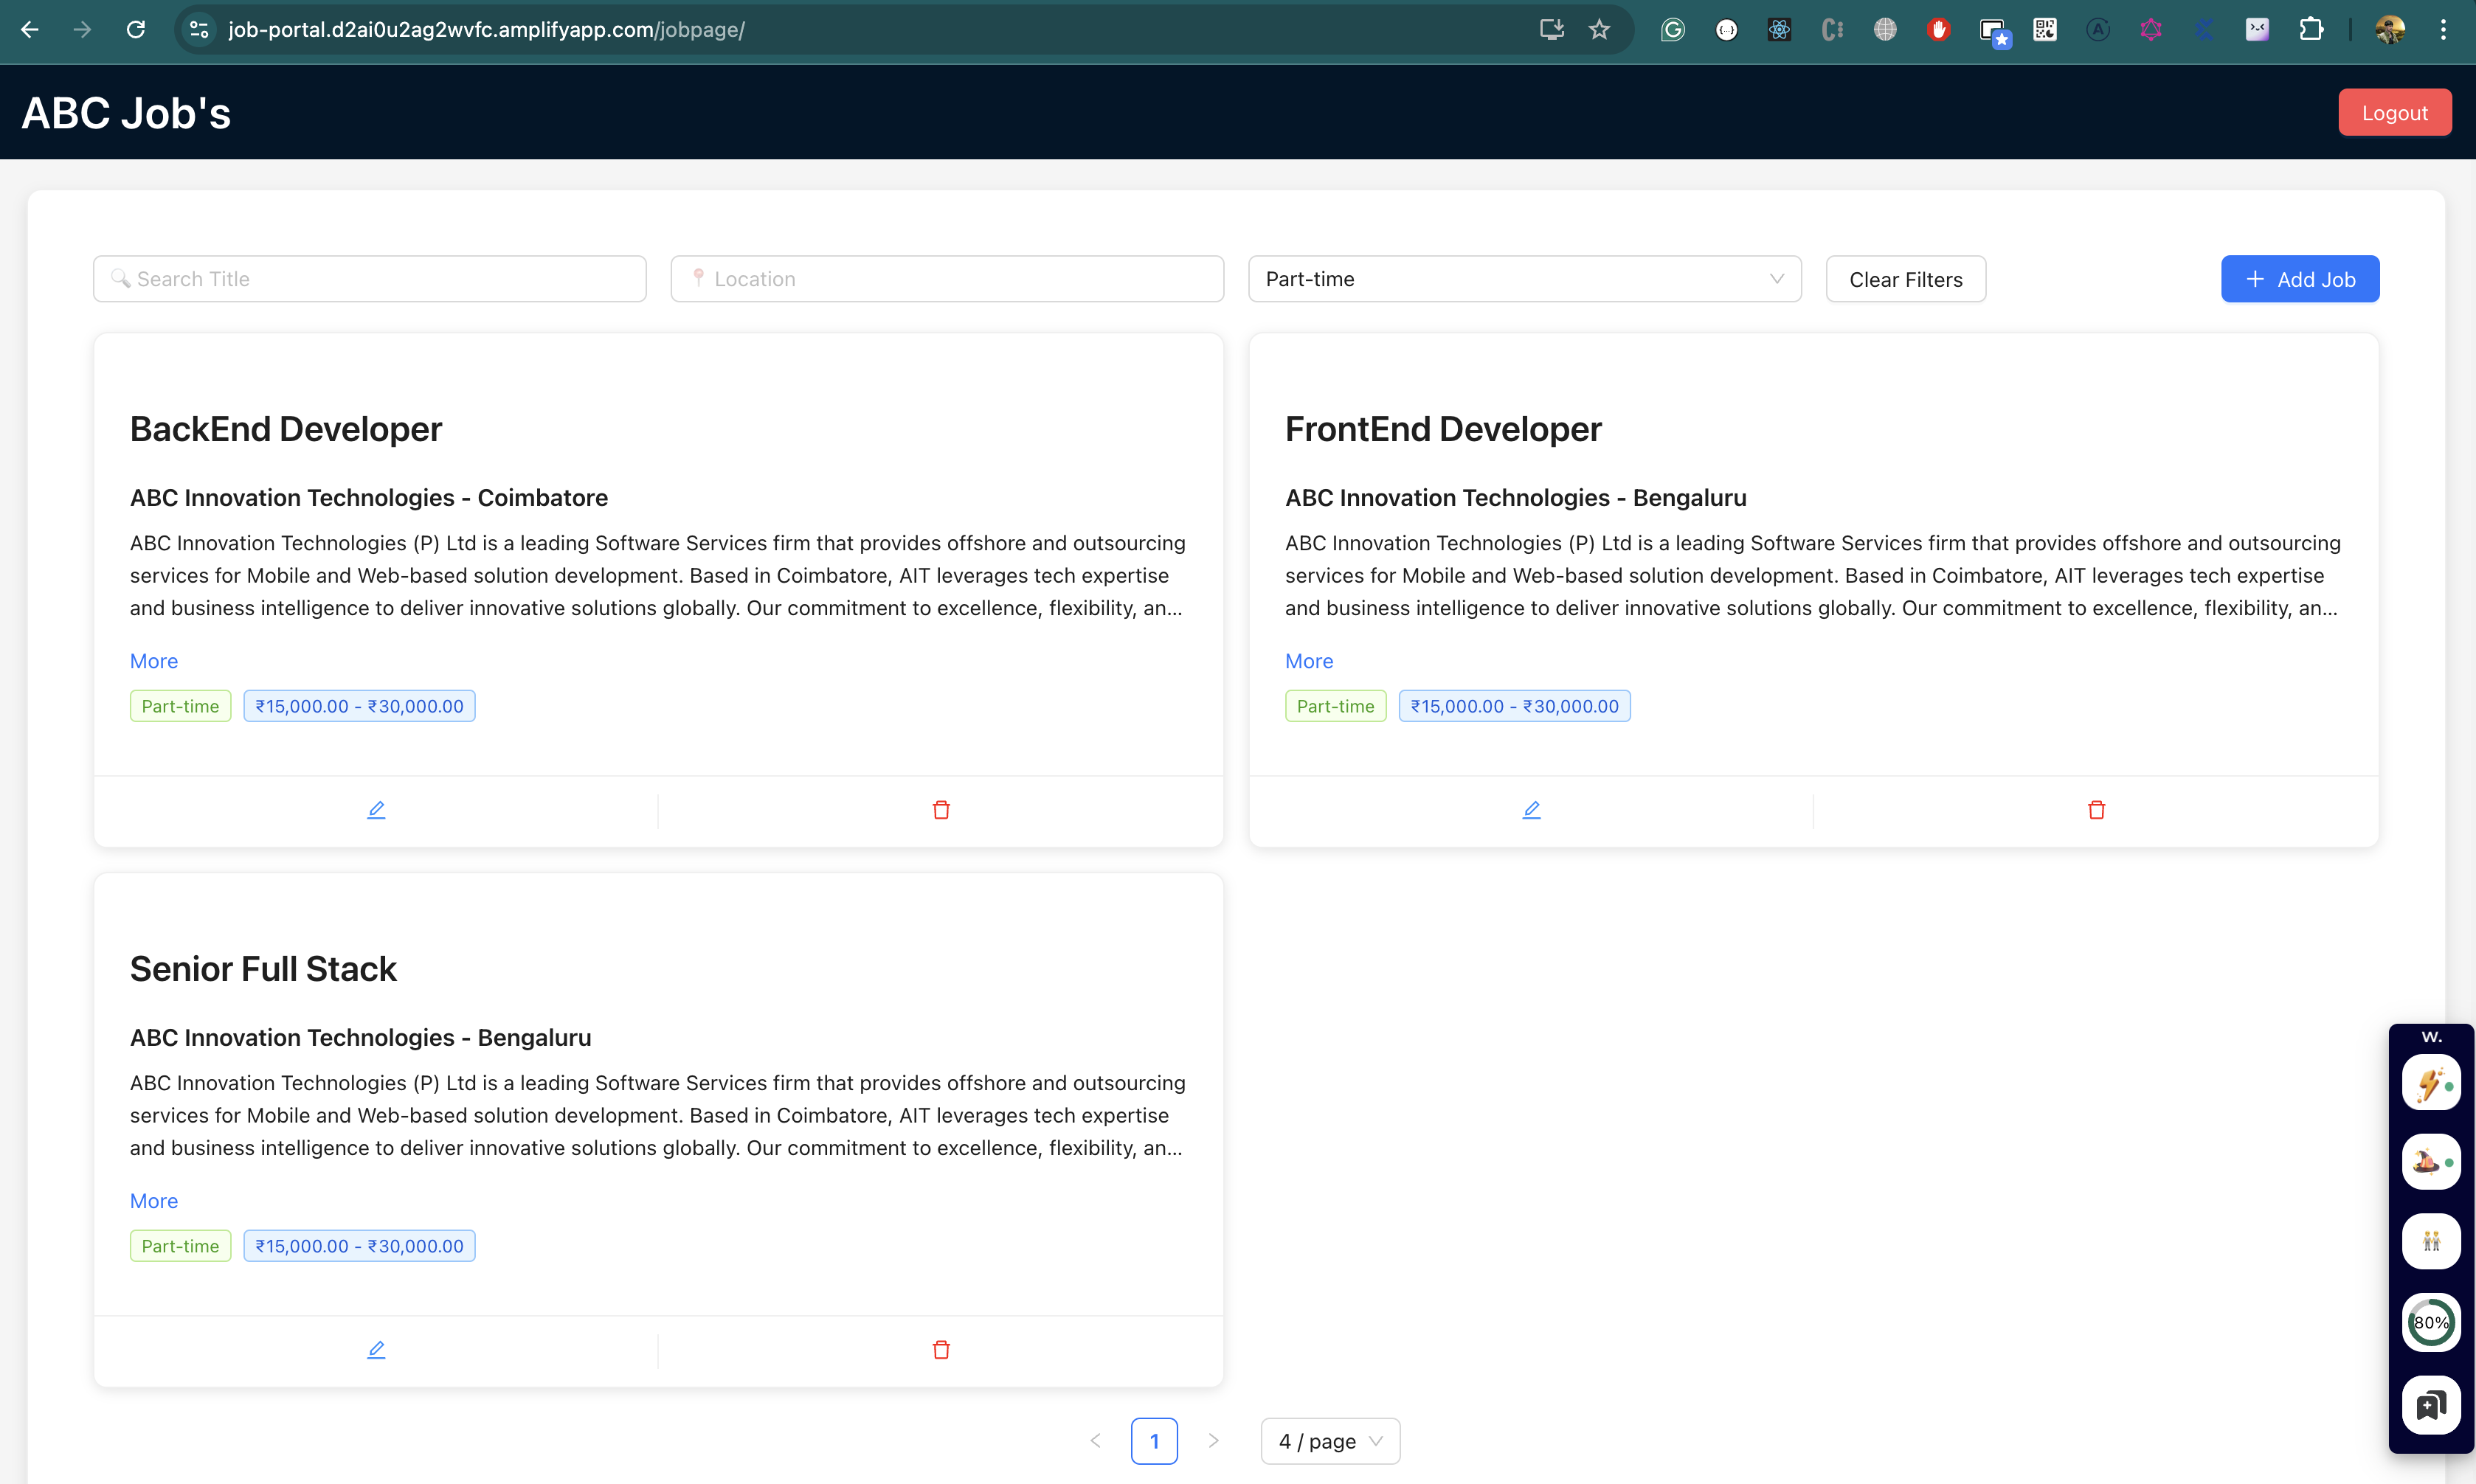 job-portal.d2ai0u2ag2wvfc.amplifyapp.com/jobpage/
ABC Job's
Logout
Search Title
Location
Part-time
Clear Filters
+ Add Job
BackEnd Developer
ABC Innovation Technologies - Coimbatore
ABC Innovation Technologies (P) Ltd is a leading Software Services firm that provides offshore and outsourcing
services for Mobile and Web-based solution development. Based in Coimbatore, AIT leverages tech expertise
and business intelligence to deliver innovative solutions globally. Our commitment to excellence, flexibility, an...
More
Part-time
₹15,000.00 - ₹30,000.00
FrontEnd Developer
ABC Innovation Technologies - Bengaluru
ABC Innovation Technologies (P) Ltd is a leading Software Services firm that provides offshore and outsourcing
services for Mobile and Web-based solution development. Based in Coimbatore, AIT leverages tech expertise
and business intelligence to deliver innovative solutions globally. Our commitment to excellence, flexibility, an...
More
Part-time
₹15,000.00 - ₹30,000.00
Senior Full Stack
ABC Innovation Technologies - Bengaluru
ABC Innovation Technologies (P) Ltd is a leading Software Services firm that provides offshore and outsourcing
services for Mobile and Web-based solution development. Based in Coimbatore, AIT leverages tech expertise
and business intelligence to deliver innovative solutions globally. Our commitment to excellence, flexibility, an...
More
Part-time
₹15,000.00 - ₹30,000.00
1
4 / page
W.
80%